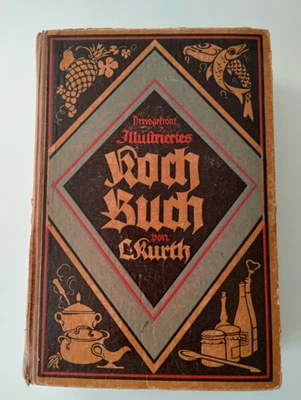 Preisgekrönt
Illustriertes
Koch
Buch
von
L. Kurth